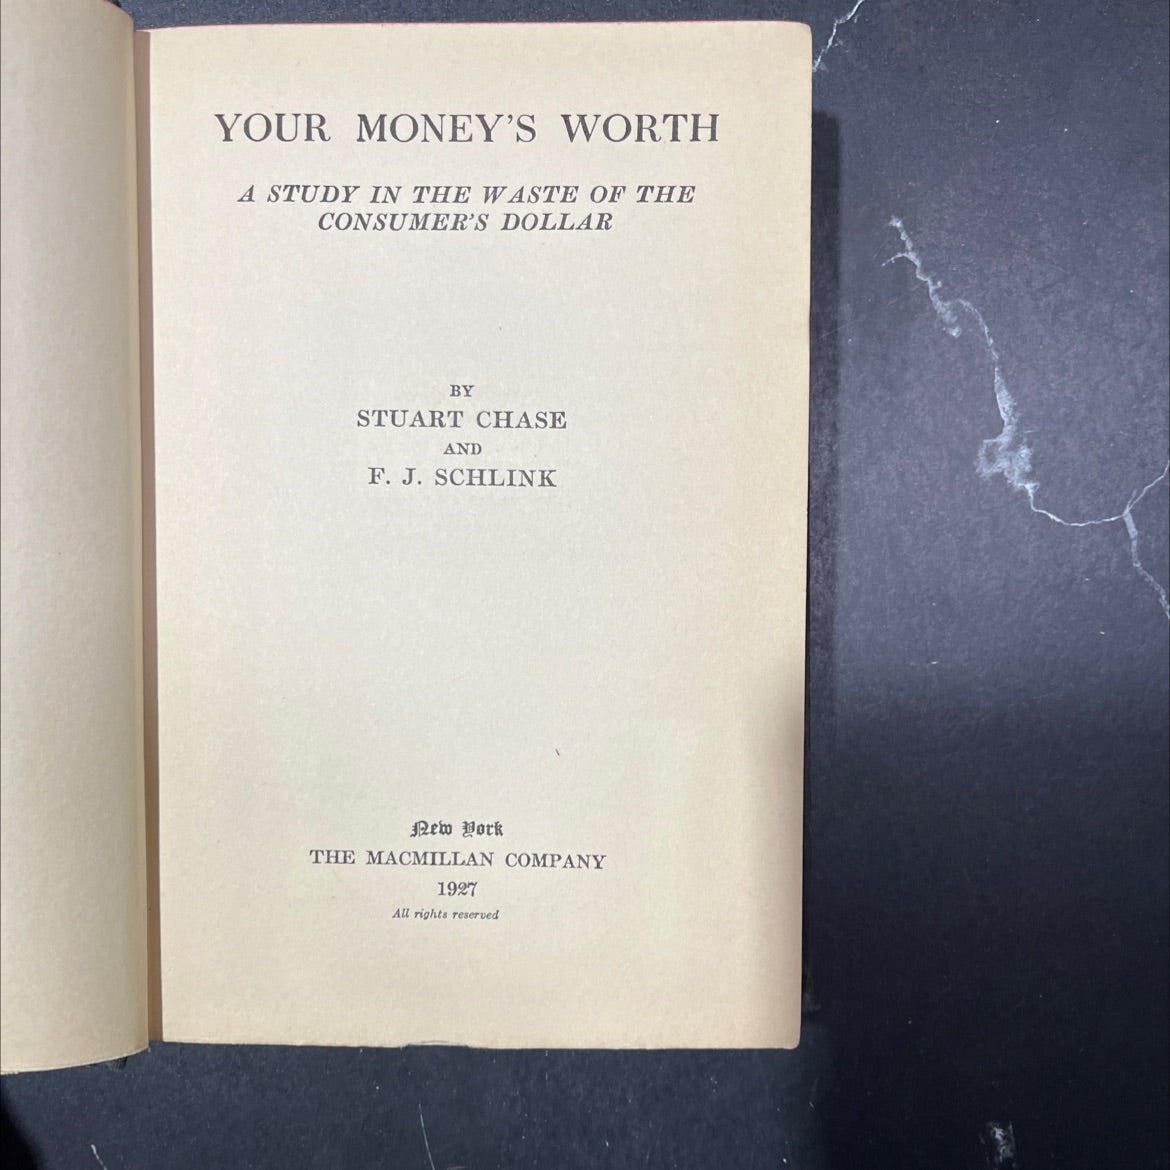 YOUR MONEY'S WORTH
A STUDY IN THE WASTE OF THE
CONSUMER'S DOLLAR
BY
STUART CHASE
AND
F. J. SCHLINK
New York
THE MACMILLAN COMPANY
1927
All rights reserved